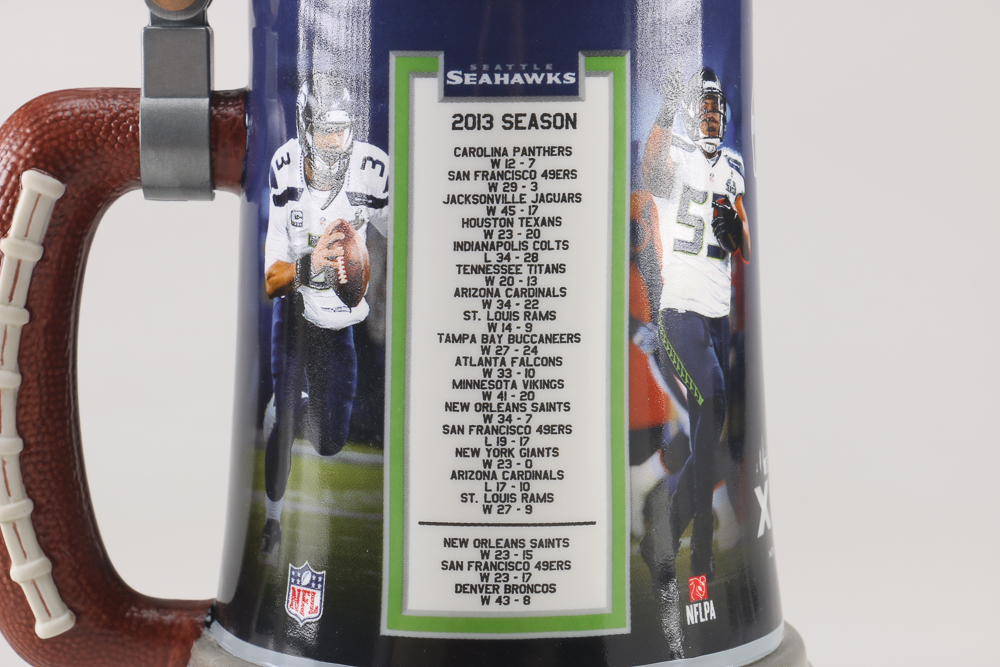 SEATTLE
SEAHAWKS
2013 SEASON
CAROLINA PANTHERS
W 12 - 7
SAN FRANCISCO 49ERS
W 29 - 3
JACKSONVILLE JAGUARS
W 45 - 17
HOUSTON TEXANS
W 23 - 20
INDIANAPOLIS COLTS
L 34 - 28
TENNESSEE TITANS
W 20 - 13
ARIZONA CARDINALS
W 34 - 22
ST. LOUIS RAMS
W 14 - 9
TAMPA BAY BUCCANEERS
W 27 - 24
ATLANTA FALCONS
W 33 - 10
MINNESOTA VIKINGS
W 41 - 20
NEW ORLEANS SAINTS
W 34 - 7
SAN FRANCISCO 49ERS
L 19 - 17
NEW YORK GIANTS
W 23 - 0
ARIZONA CARDINALS
L 17 - 10
ST. LOUIS RAMS
W 27 - 9
NEW ORLEANS SAINTS
W 23 - 15
SAN FRANCISCO 49ERS
W 23 - 17
DENVER BRONCOS
W 43 - 8
3 3
5
NFL
NFLPA
X